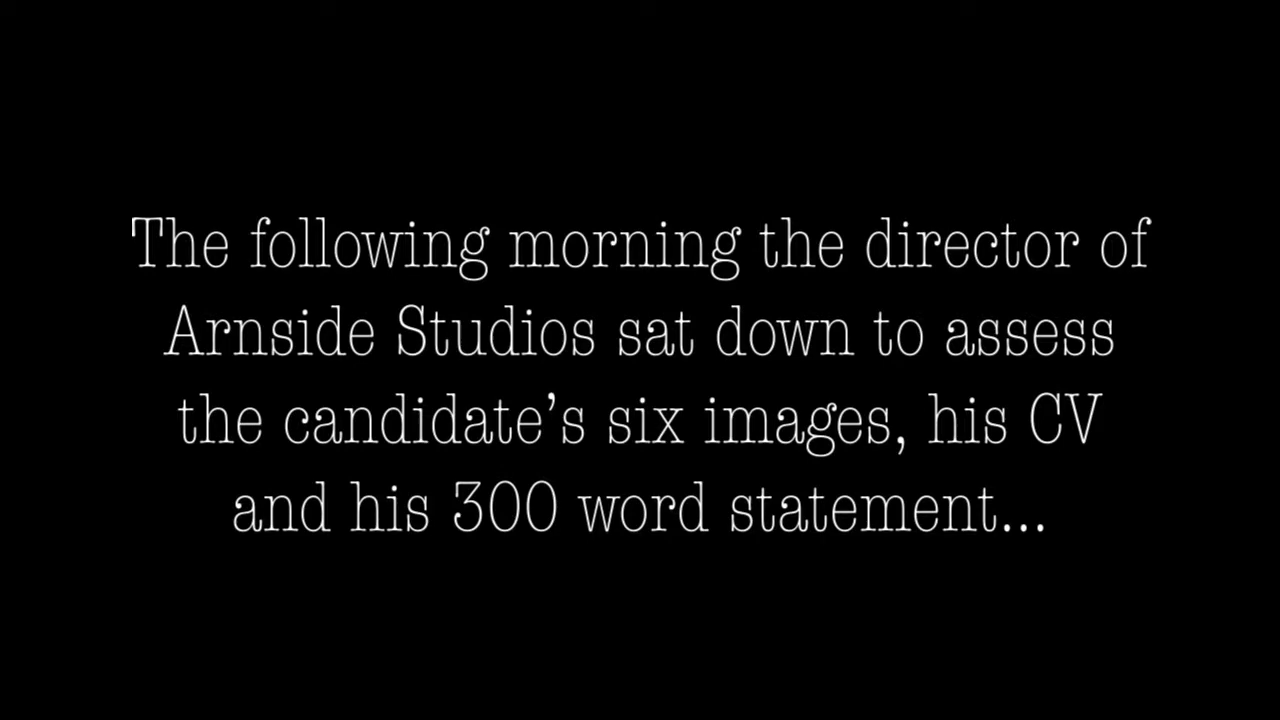 The following morning the director of
Arnside Studios sat down to assess
the candidate’s six images, his CV
and his 300 word statement...